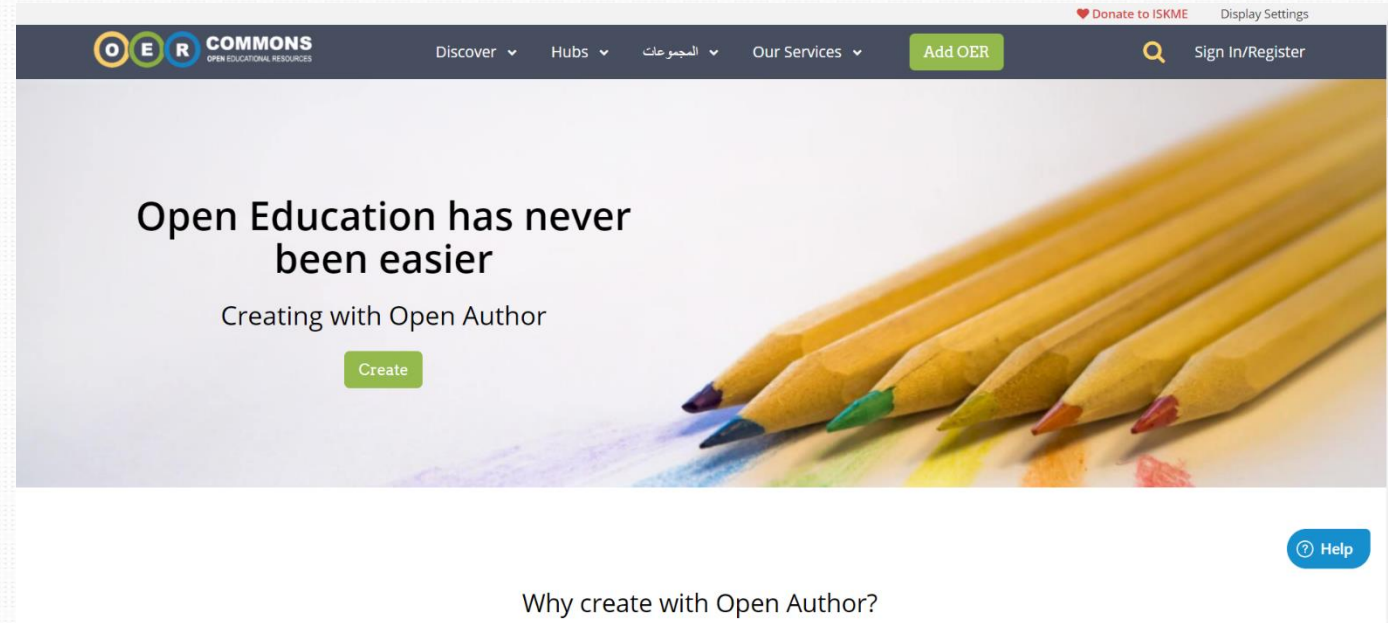 Donate to ISKME Display Settings
O E R COMMONS
OPEN EDUCATIONAL RESOURCES
Discover Hubs المجموعات Our Services Add OER Sign In/Register
Open Education has never
been easier
Creating with Open Author
Create
? Help
Why create with Open Author?